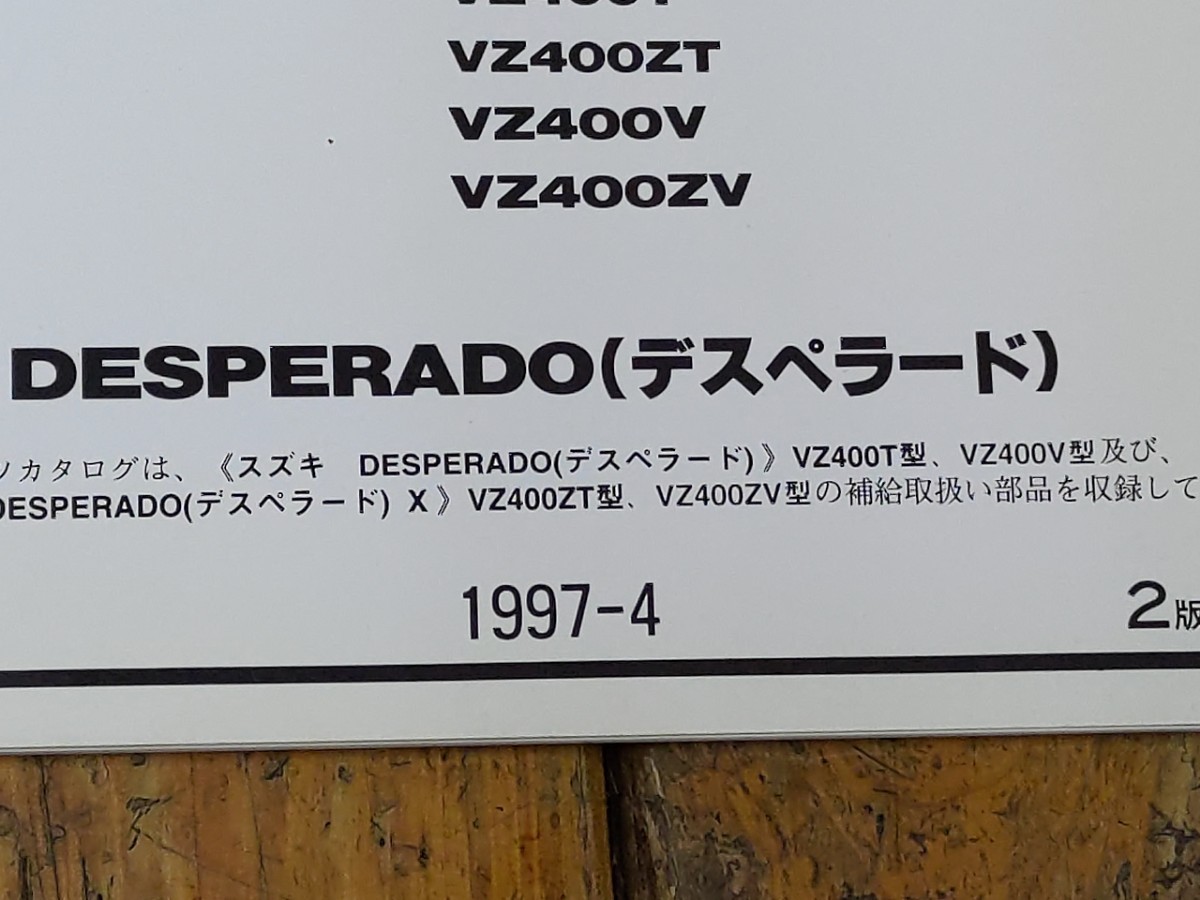 VZ400ZT
VZ400V
VZ400ZV
DESPERADO(デスペラード)
ツカタログは、《スズキ DESPERADO(デスペラード)》VZ400T型、VZ400V型及び、
DESPERADO(デスペラード) X》VZ400ZT型、VZ400ZV型の補給取扱い部品を収録して
1997-4
2版